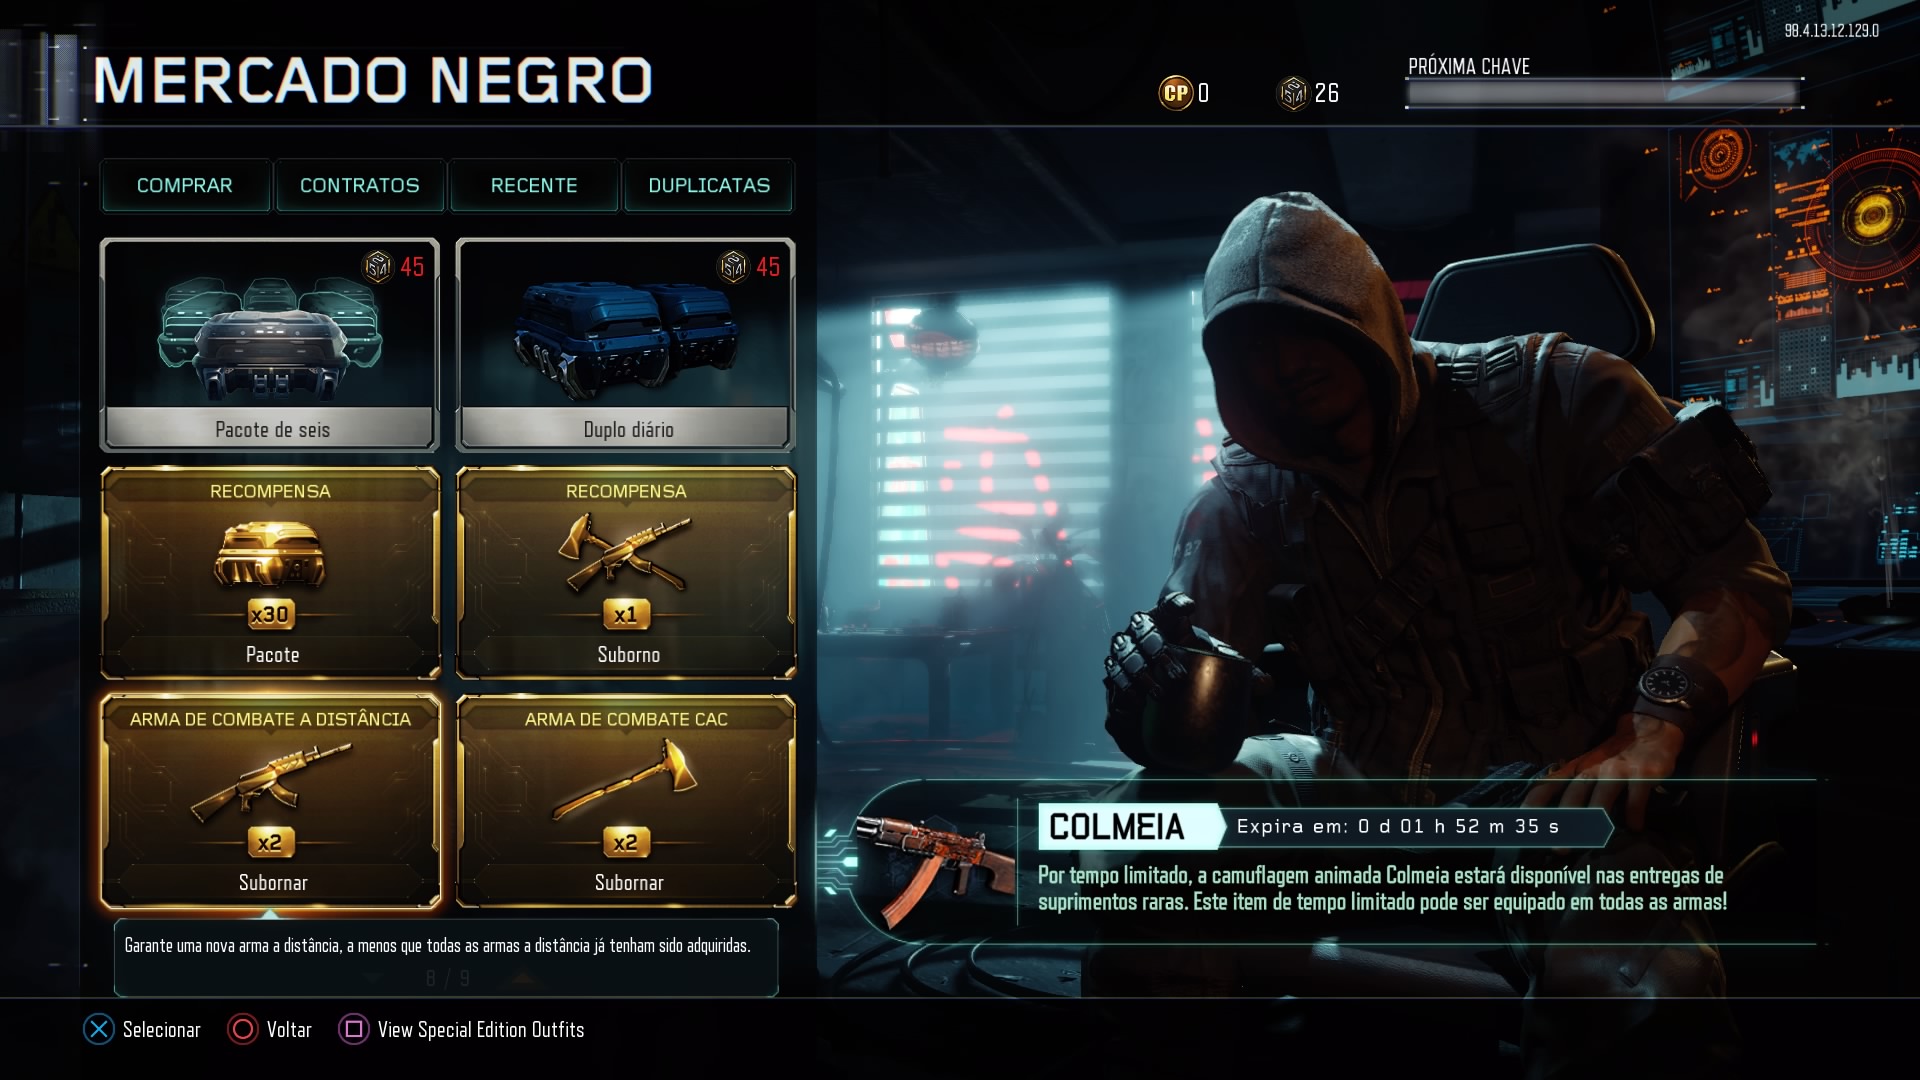 98.4.13.12.129.0
MERCADO NEGRO
CP 0
26
PRÓXIMA CHAVE
COMPRAR
CONTRATOS
RECENTE
DUPLICATAS
45
45
Pacote de seis
Duplo diário
RECOMPENSA
RECOMPENSA
x30
x1
Pacote
Suborno
ARMA DE COMBATE A DISTÂNCIA
ARMA DE COMBATE CAC
x2
x2
Subornar
Subornar
Garante uma nova arma a distância, a menos que todas as armas a distância já tenham sido adquiridas.
8 / 9
COLMEIA
Expira em: 0 d 01 h 52 m 35 s
Por tempo limitado, a camuflagem animada Colmeia estará disponível nas entregas de
suprimentos raras. Este item de tempo limitado pode ser equipado em todas as armas!
Selecionar
Voltar
View Special Edition Outfits